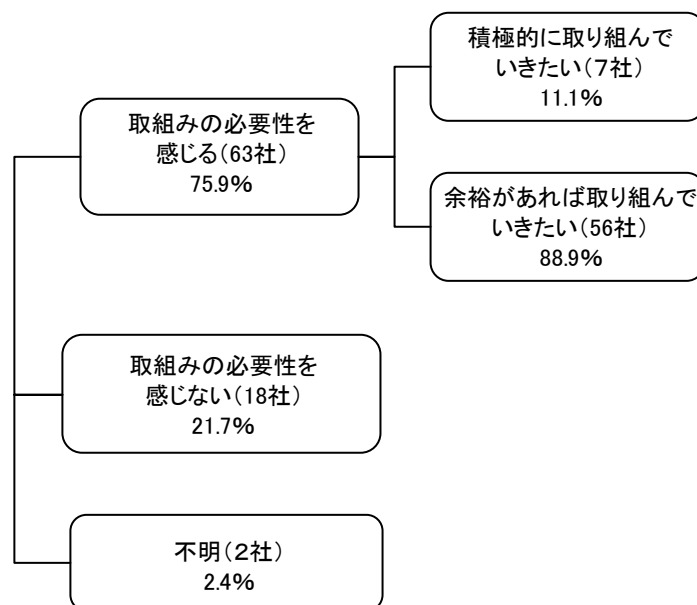 積極的に取り組んで
いきたい（７社）
11.1%
取組みの必要性を
感じる（63社）
75.9%
余裕があれば取り組んで
いきたい（56社）
88.9%
取組みの必要性を
感じない（18社）
21.7%
不明（２社）
2.4%